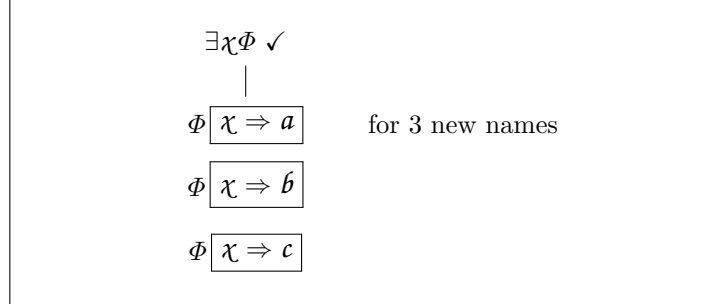 ∃χΦ ✓
Φ χ ⇒ a for 3 new names
Φ χ ⇒ b
Φ χ ⇒ c